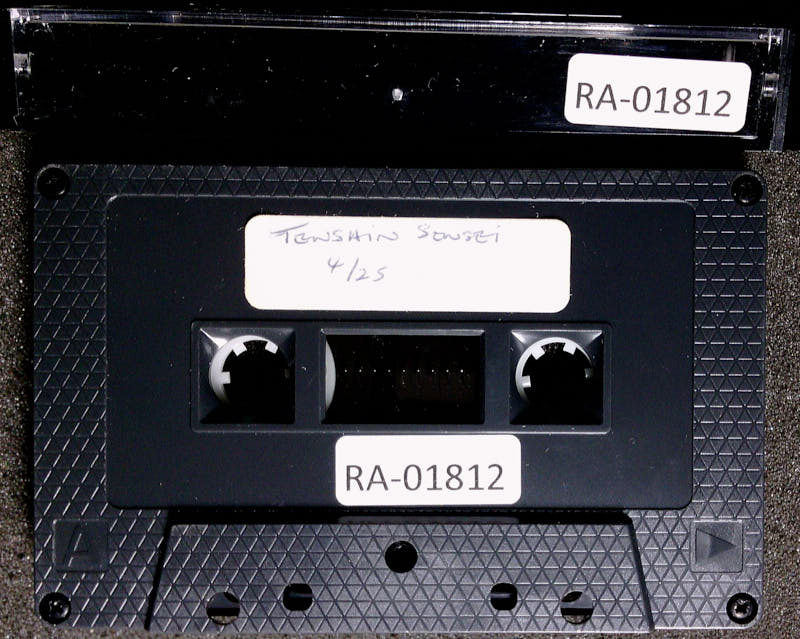 RA-01812
TENSHIN SENSEI
4/25
RA-01812
A